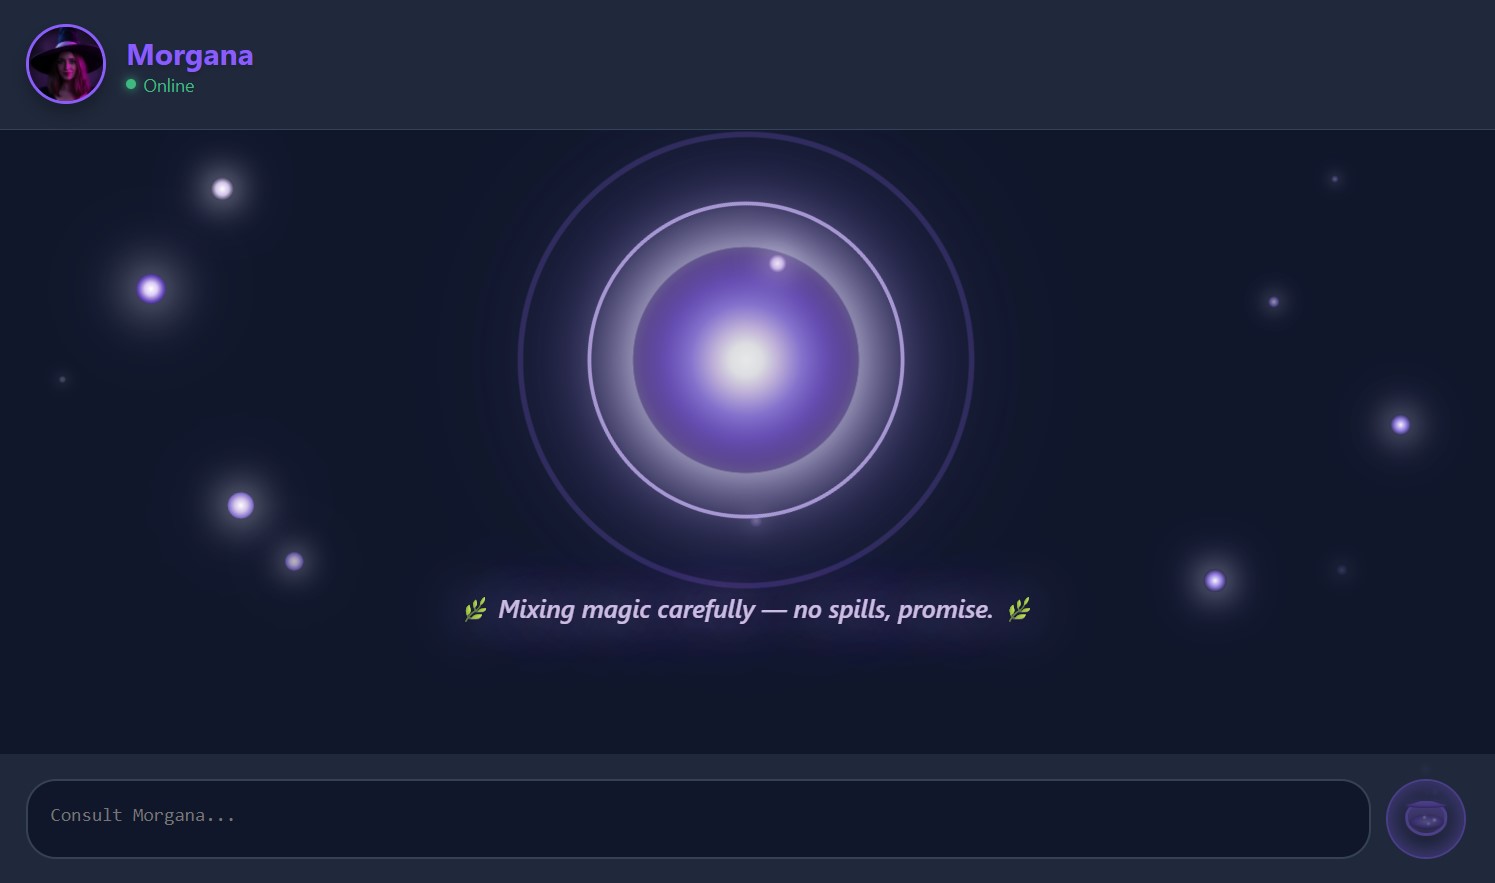 Morgana
Online
🌿 Mixing magic carefully — no spills, promise. 🌿
Consult Morgana...